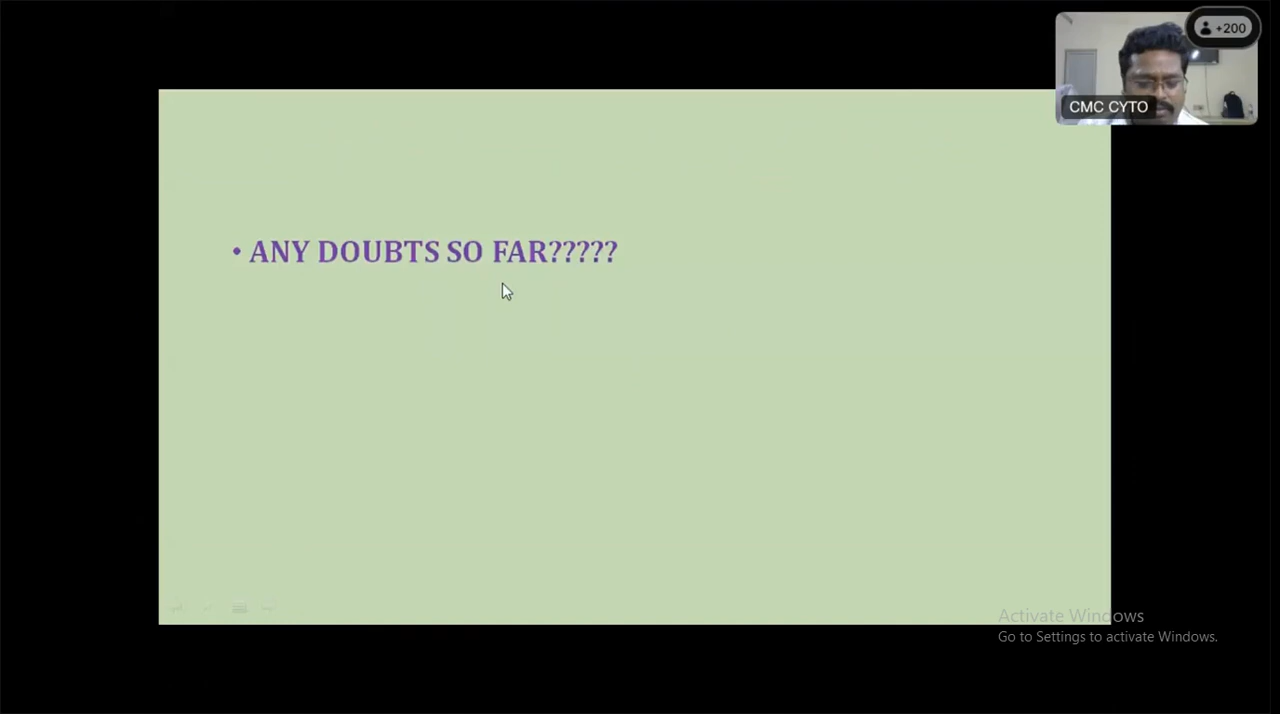 +200
CMC CYTO
• ANY DOUBTS SO FAR?????
Activate Windows
Go to Settings to activate Windows.